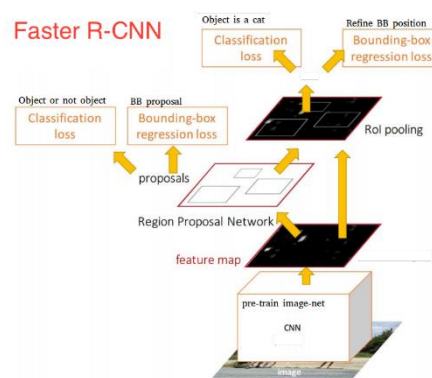 Faster R-CNN
Object is a cat
Classification
loss
Refine BB position
Bounding-box
regression loss
Object or not object
Classification
loss
BB proposal
Bounding-box
regression loss
RoI pooling
proposals
Region Proposal Network
feature map
pre-train image-net
CNN
image